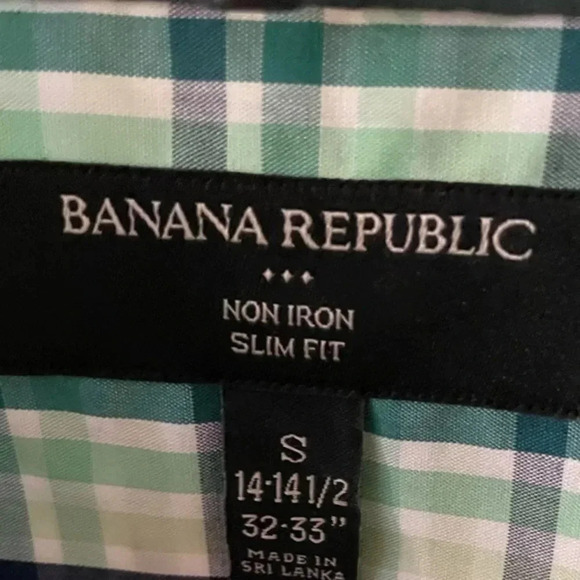 BANANA REPUBLIC
NON IRON
SLIM FIT
S
14-14 1/2
32-33"
MADE IN
SRI LANKA